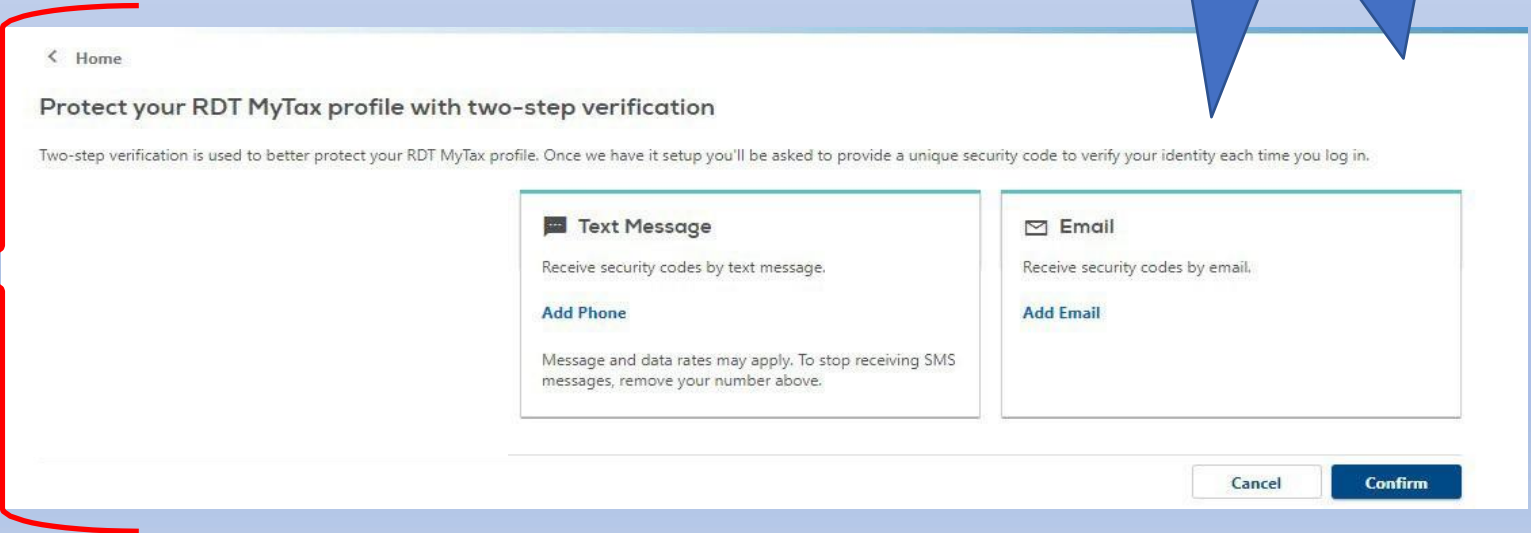 Home
Protect your RDT MyTax profile with two-step verification
Two-step verification is used to better protect your RDT MyTax profile. Once we have it setup you'll be asked to provide a unique security code to verify your identity each time you log in.
Text Message
Receive security codes by text message.
Add Phone
Message and data rates may apply. To stop receiving SMS
messages, remove your number above.
Email
Receive security codes by email.
Add Email
Cancel
Confirm